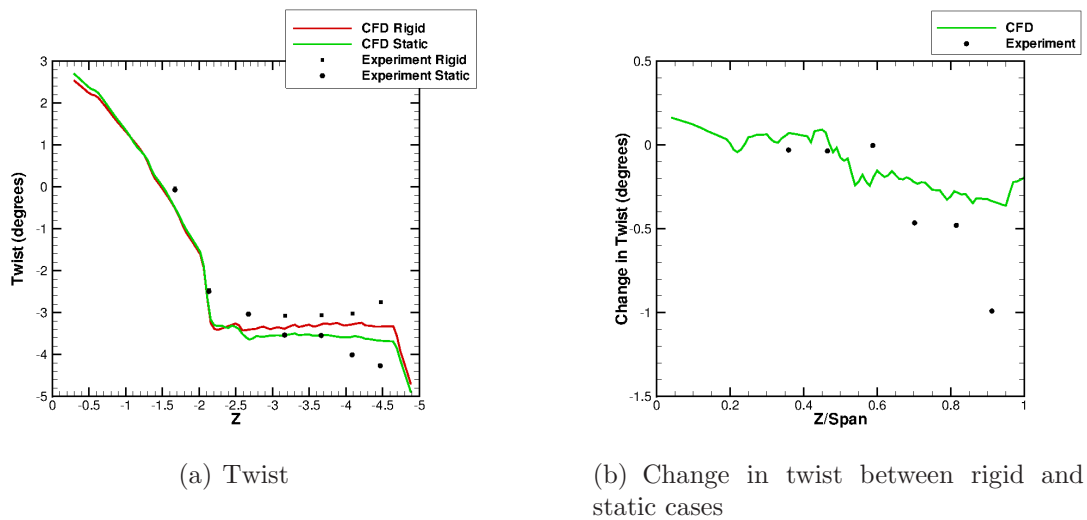 CFD Rigid
CFD Static
Experiment Rigid
Experiment Static
3
2
1
0
-1
-2
-3
-4
-5
Twist (degrees)
0 -0.5 -1 -1.5 -2 -2.5 -3 -3.5 -4 -4.5 -5
Z
(a) Twist
CFD
Experiment
0.5
0
-0.5
-1
-1.5
Change in Twist (degrees)
0 0.2 0.4 0.6 0.8 1
Z/Span
(b) Change in twist between rigid and
static cases